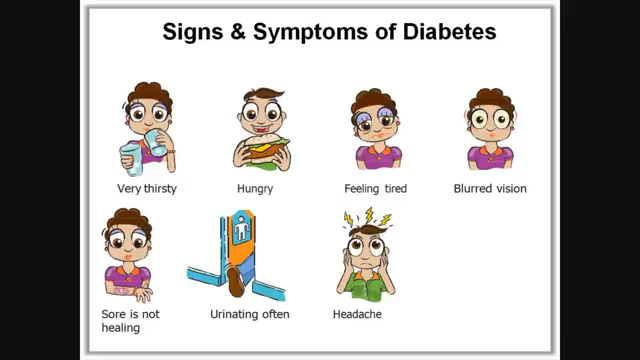 Signs & Symptoms of Diabetes
Very thirsty
Hungry
Feeling tired
Blurred vision
Sore is not
healing
Urinating often
Headache